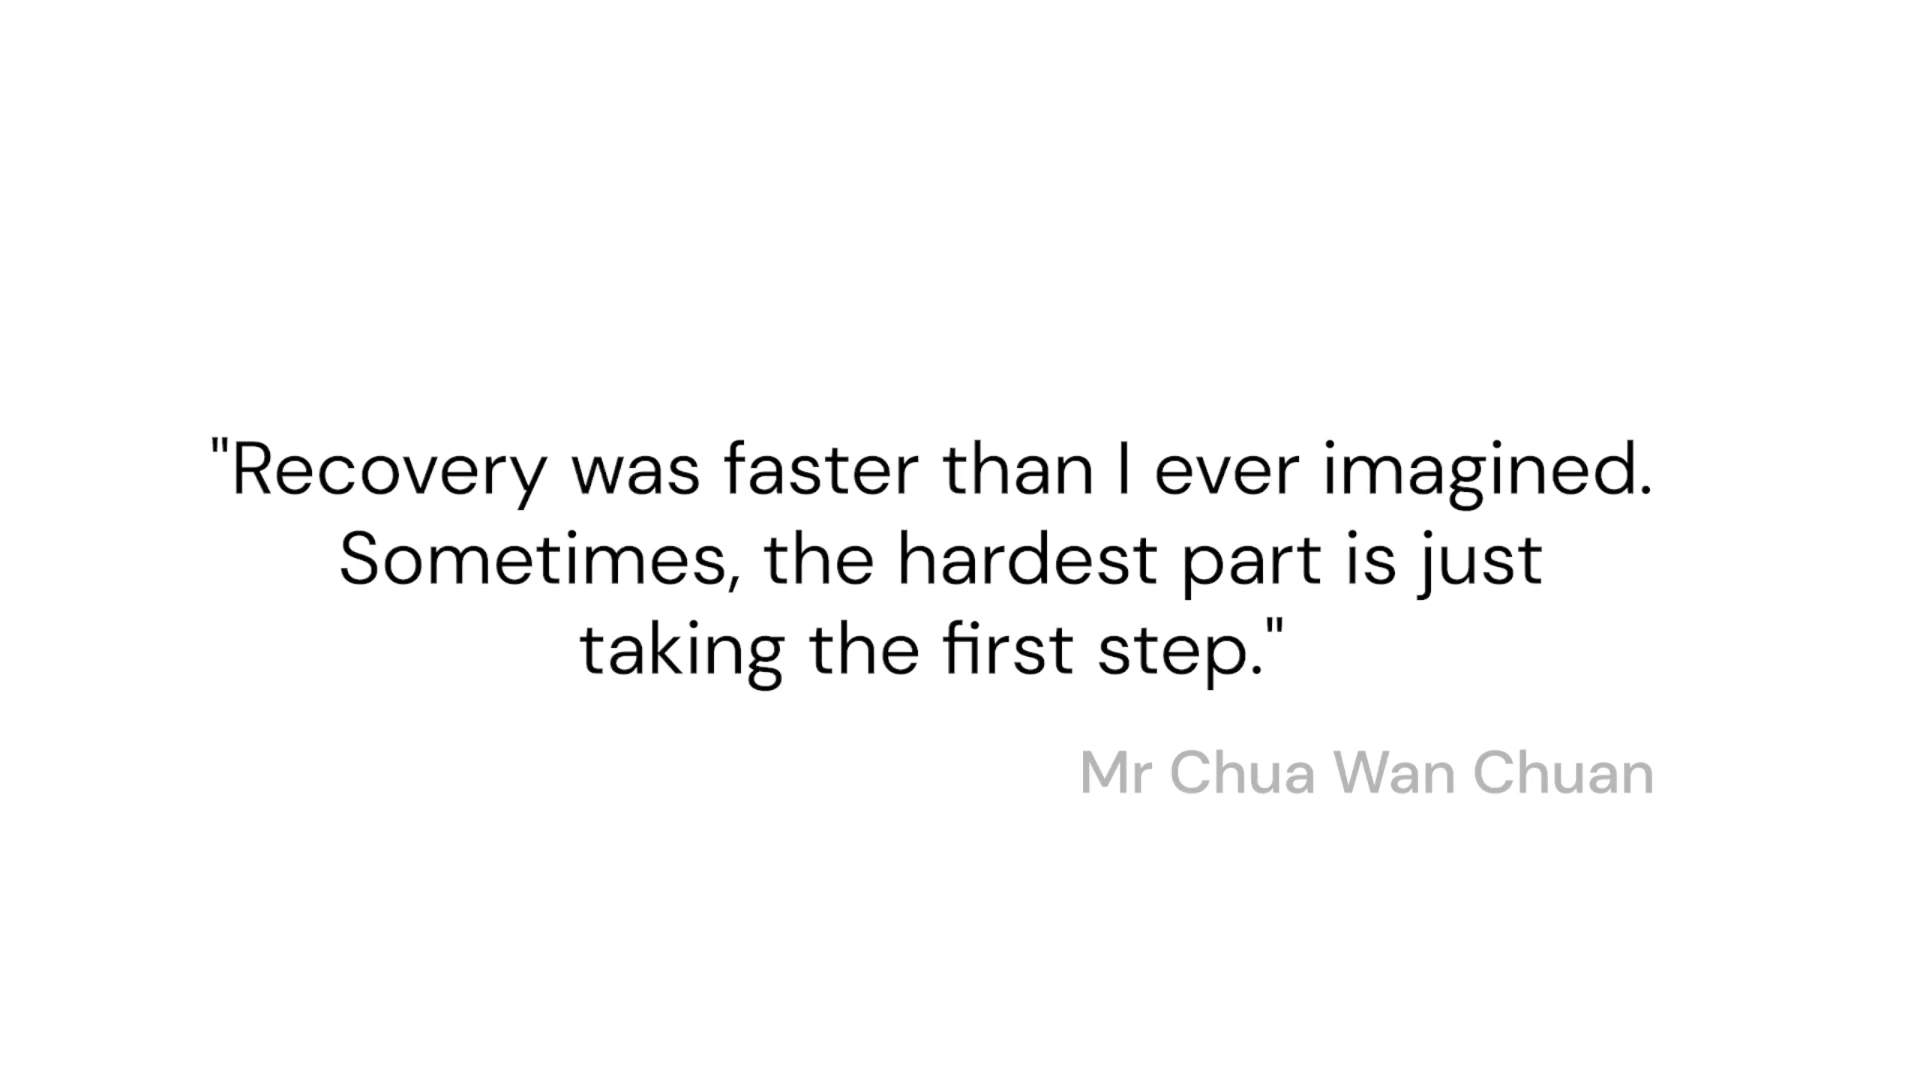 "Recovery was faster than I ever imagined.
Sometimes, the hardest part is just
taking the first step."
Mr Chua Wan Chuan